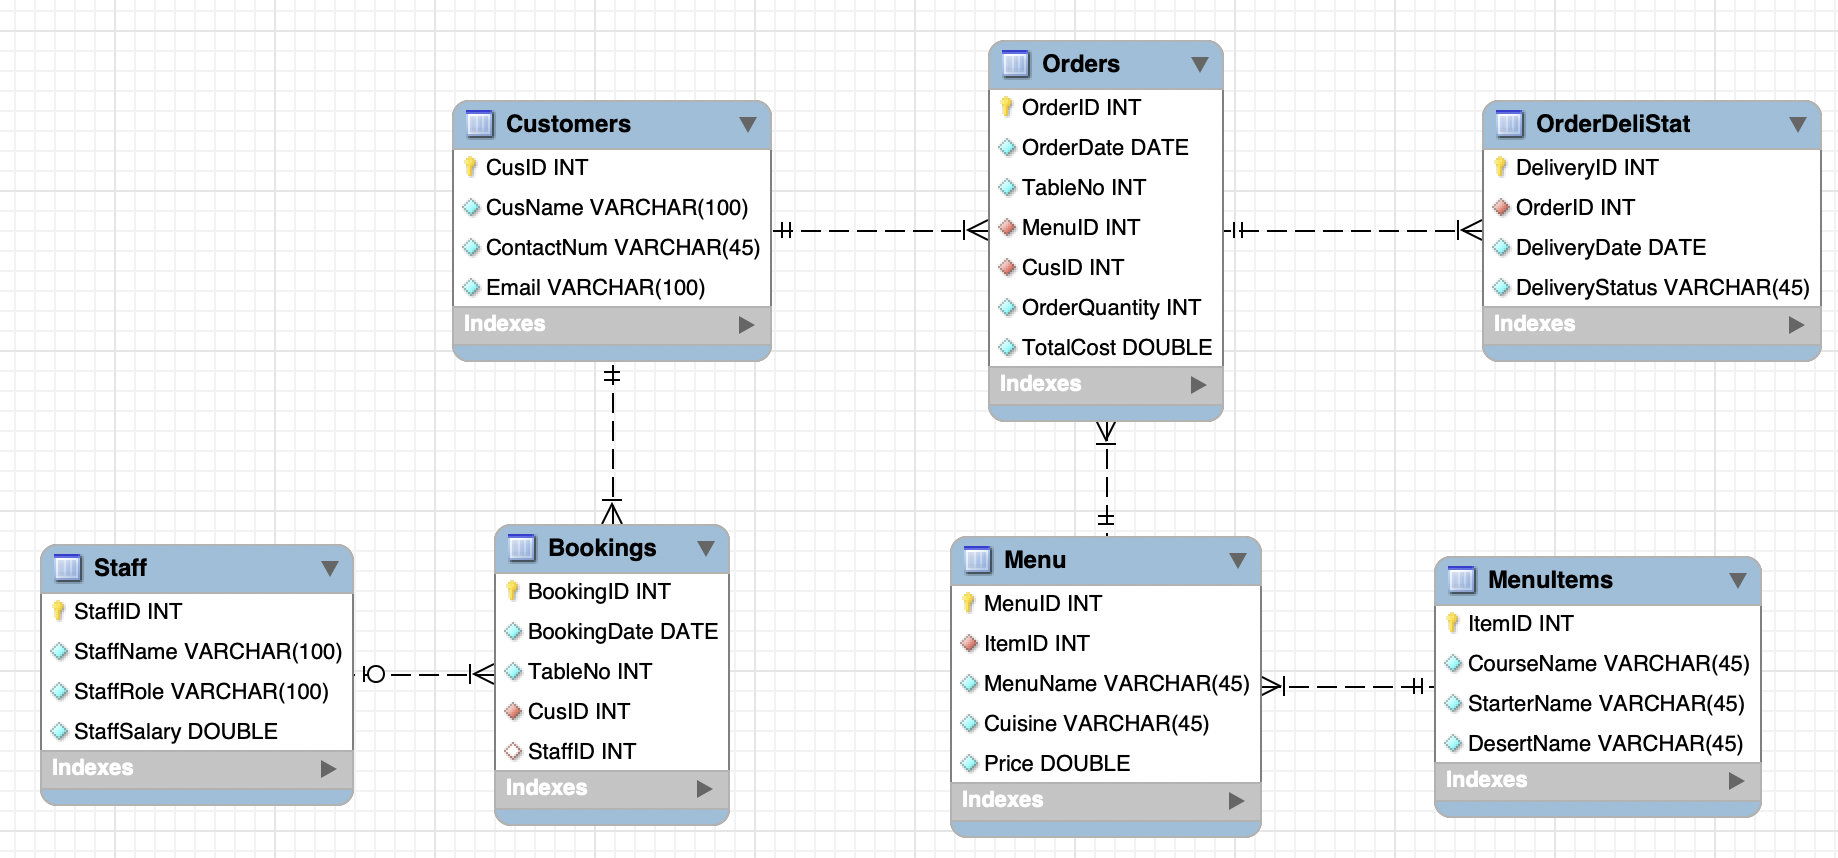 Customers
CusID INT
CusName VARCHAR(100)
ContactNum VARCHAR(45)
Email VARCHAR(100)
Indexes
Orders
OrderID INT
OrderDate DATE
TableNo INT
MenuID INT
CusID INT
OrderQuantity INT
TotalCost DOUBLE
Indexes
OrderDeliStat
DeliveryID INT
OrderID INT
DeliveryDate DATE
DeliveryStatus VARCHAR(45)
Indexes
Staff
StaffID INT
StaffName VARCHAR(100)
StaffRole VARCHAR(100)
StaffSalary DOUBLE
Indexes
Bookings
BookingID INT
BookingDate DATE
TableNo INT
CusID INT
StaffID INT
Indexes
Menu
MenuID INT
ItemID INT
MenuName VARCHAR(45)
Cuisine VARCHAR(45)
Price DOUBLE
Indexes
MenuItems
ItemID INT
CourseName VARCHAR(45)
StarterName VARCHAR(45)
DesertName VARCHAR(45)
Indexes